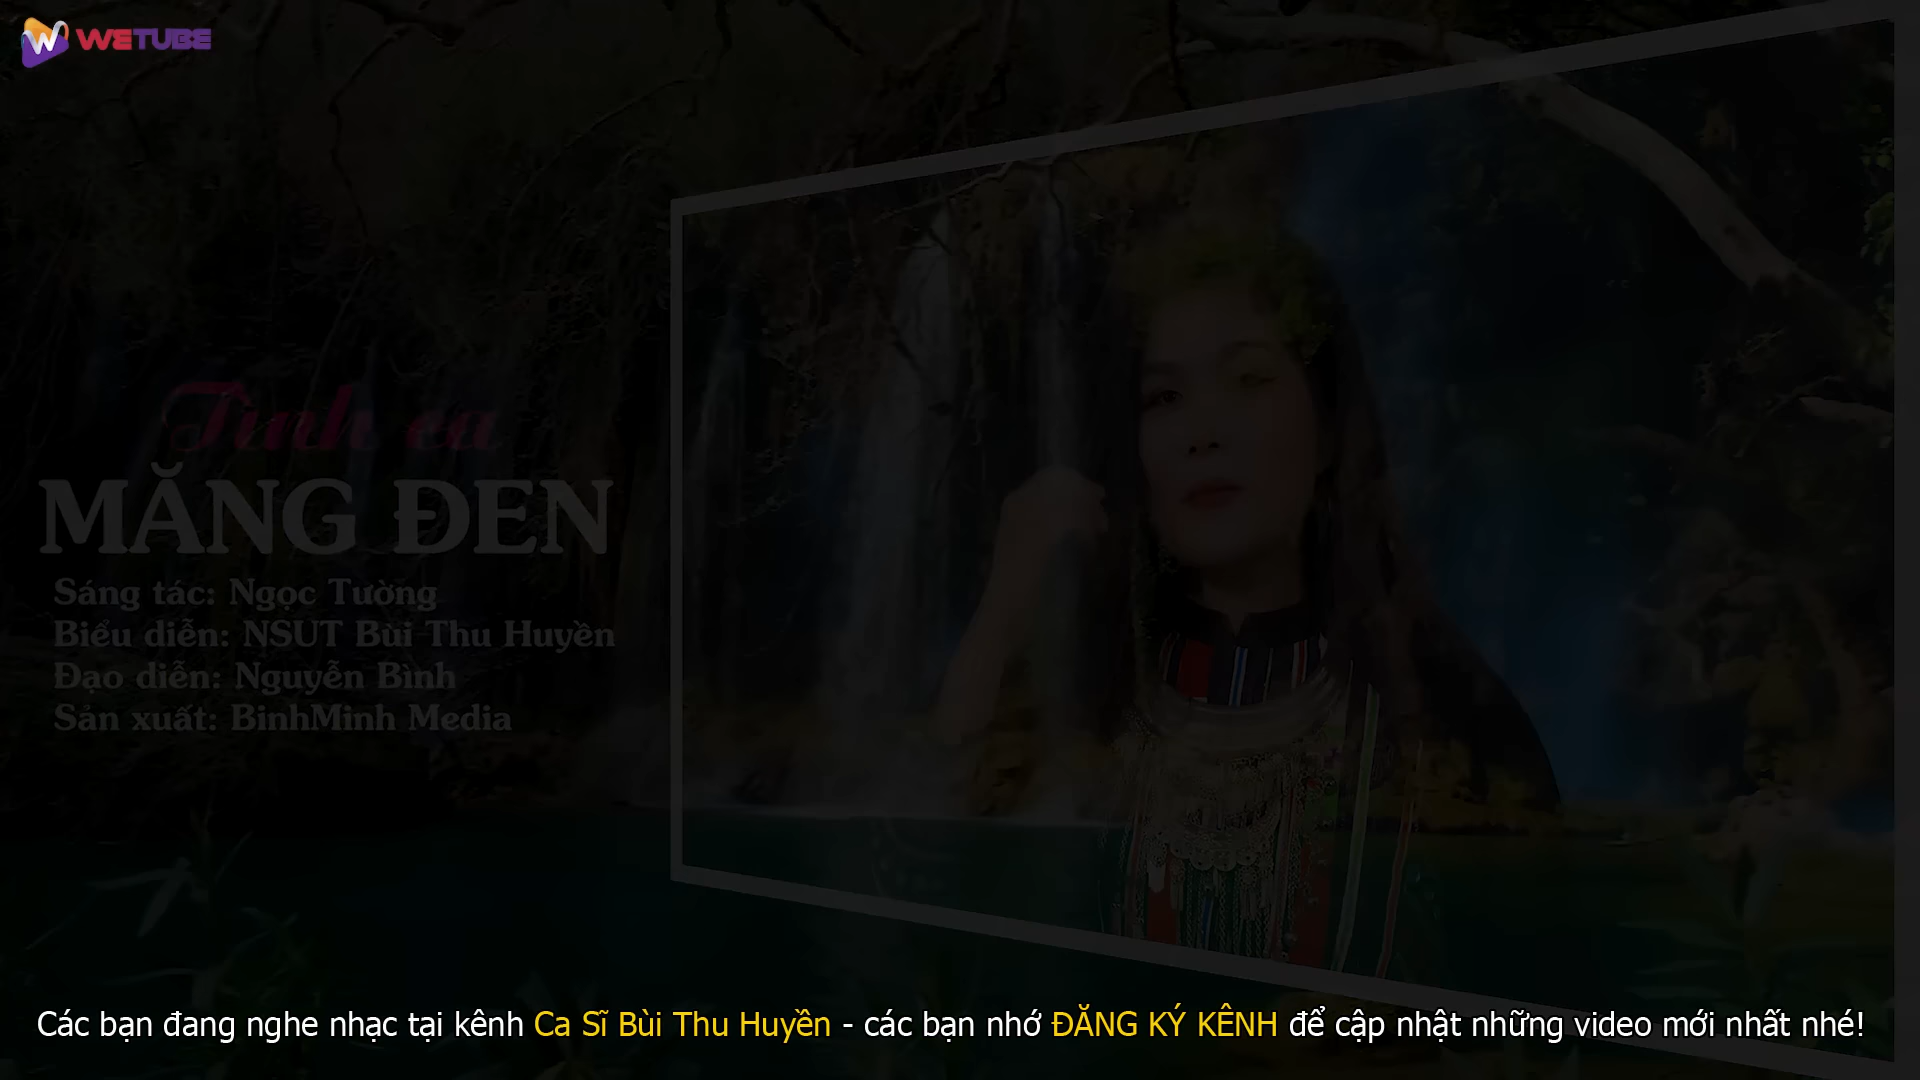 WETUBE
Tình ca
MĂNG ĐEN
Sáng tác: Ngọc Tường
Biểu diễn: NSƯT Bùi Thu Huyền
Đạo diễn: Nguyễn Bình
Sản xuất: BinhMinh Media
Các bạn đang nghe nhạc tại kênh Ca Sĩ Bùi Thu Huyền - các bạn nhớ ĐĂNG KÝ KÊNH để cập nhật những video mới nhất nhé!